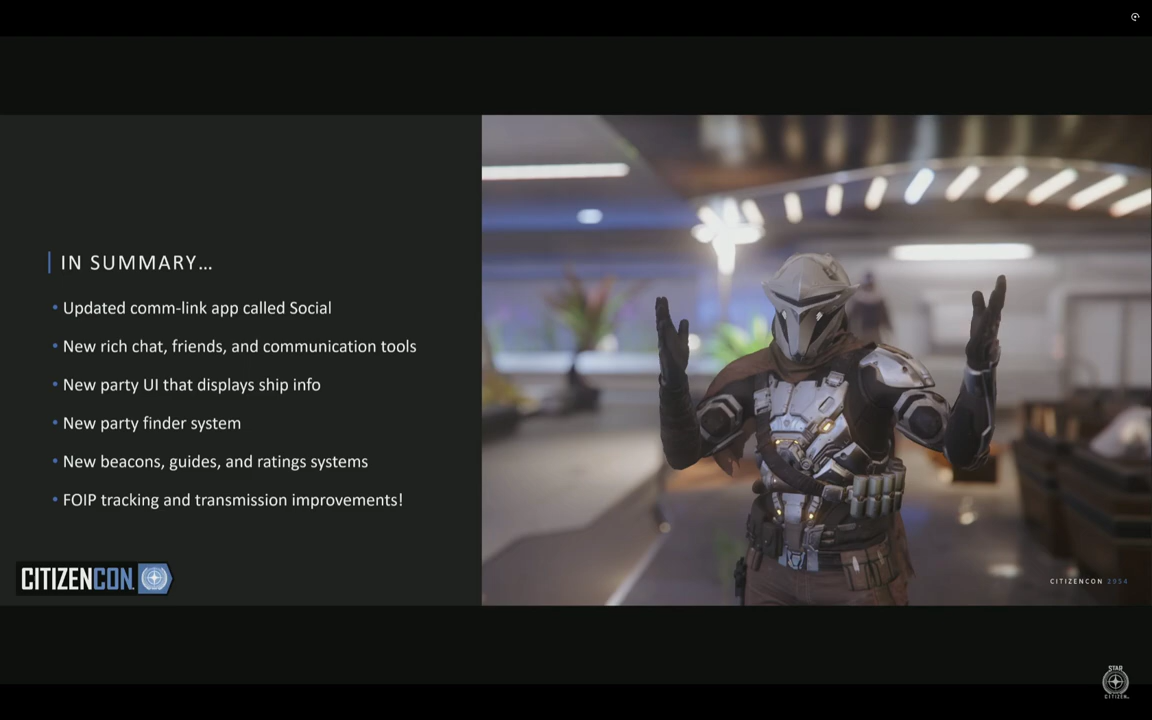 IN SUMMARY...
• Updated comm-link app called Social
• New rich chat, friends, and communication tools
• New party UI that displays ship info
• New party finder system
• New beacons, guides, and ratings systems
• FOIP tracking and transmission improvements!
CITIZENCON
CITIZENCON 2954
STAR
CITIZEN